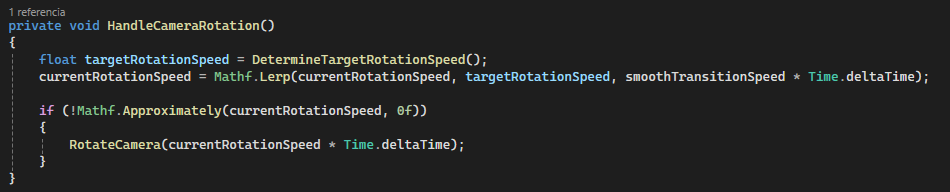 1 referencia
private void HandleCameraRotation()
{
float targetRotationSpeed = DetermineTargetRotationSpeed();
currentRotationSpeed = Mathf.Lerp(currentRotationSpeed, targetRotationSpeed, smoothTransitionSpeed * Time.deltaTime);
if (!Mathf.Approximately(currentRotationSpeed, 0f))
{
RotateCamera(currentRotationSpeed * Time.deltaTime);
}
}